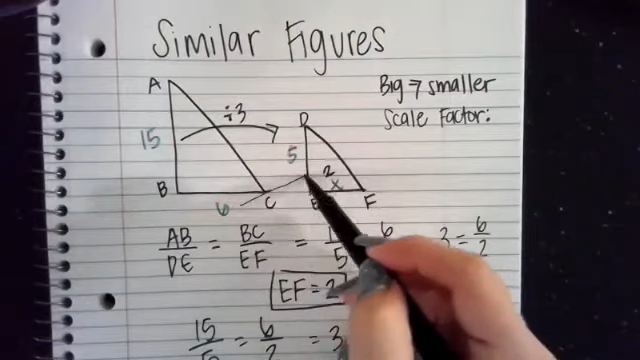 Similar Figures
Big → smaller
Scale Factor:
A
÷3
D
15
5
2
x
B
C
F
6
AB/DE = BC/EF = 6 3 = 6/2
5
EF = 2
15/5 = 6/2 = 3